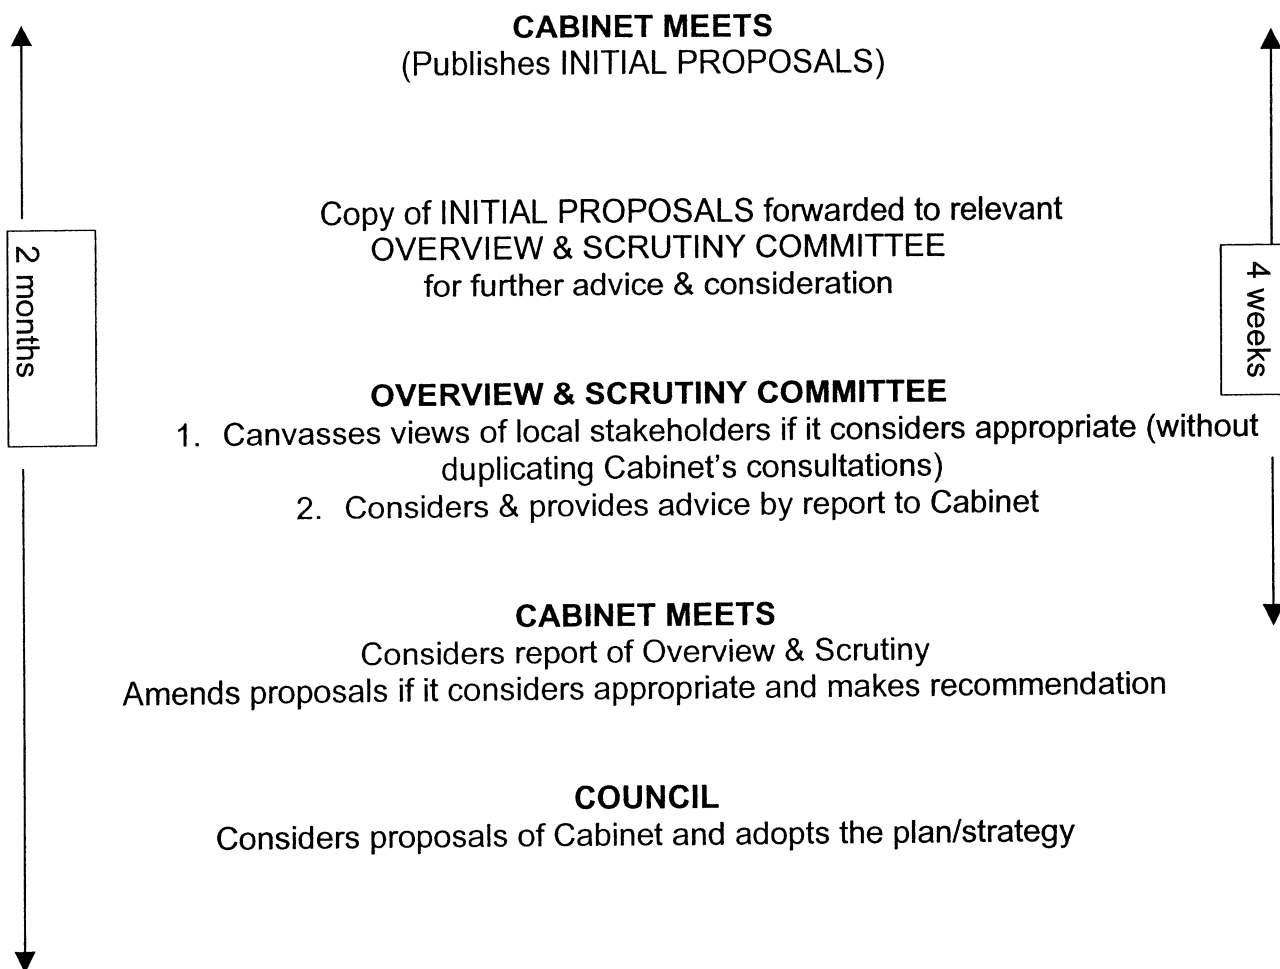 CABINET MEETS
(Publishes INITIAL PROPOSALS)
Copy of INITIAL PROPOSALS forwarded to relevant
OVERVIEW & SCRUTINY COMMITTEE
for further advice & consideration
2 months
4 weeks
OVERVIEW & SCRUTINY COMMITTEE
1. Canvasses views of local stakeholders if it considers appropriate (without
duplicating Cabinet's consultations)
2. Considers & provides advice by report to Cabinet
CABINET MEETS
Considers report of Overview & Scrutiny
Amends proposals if it considers appropriate and makes recommendation
COUNCIL
Considers proposals of Cabinet and adopts the plan/strategy